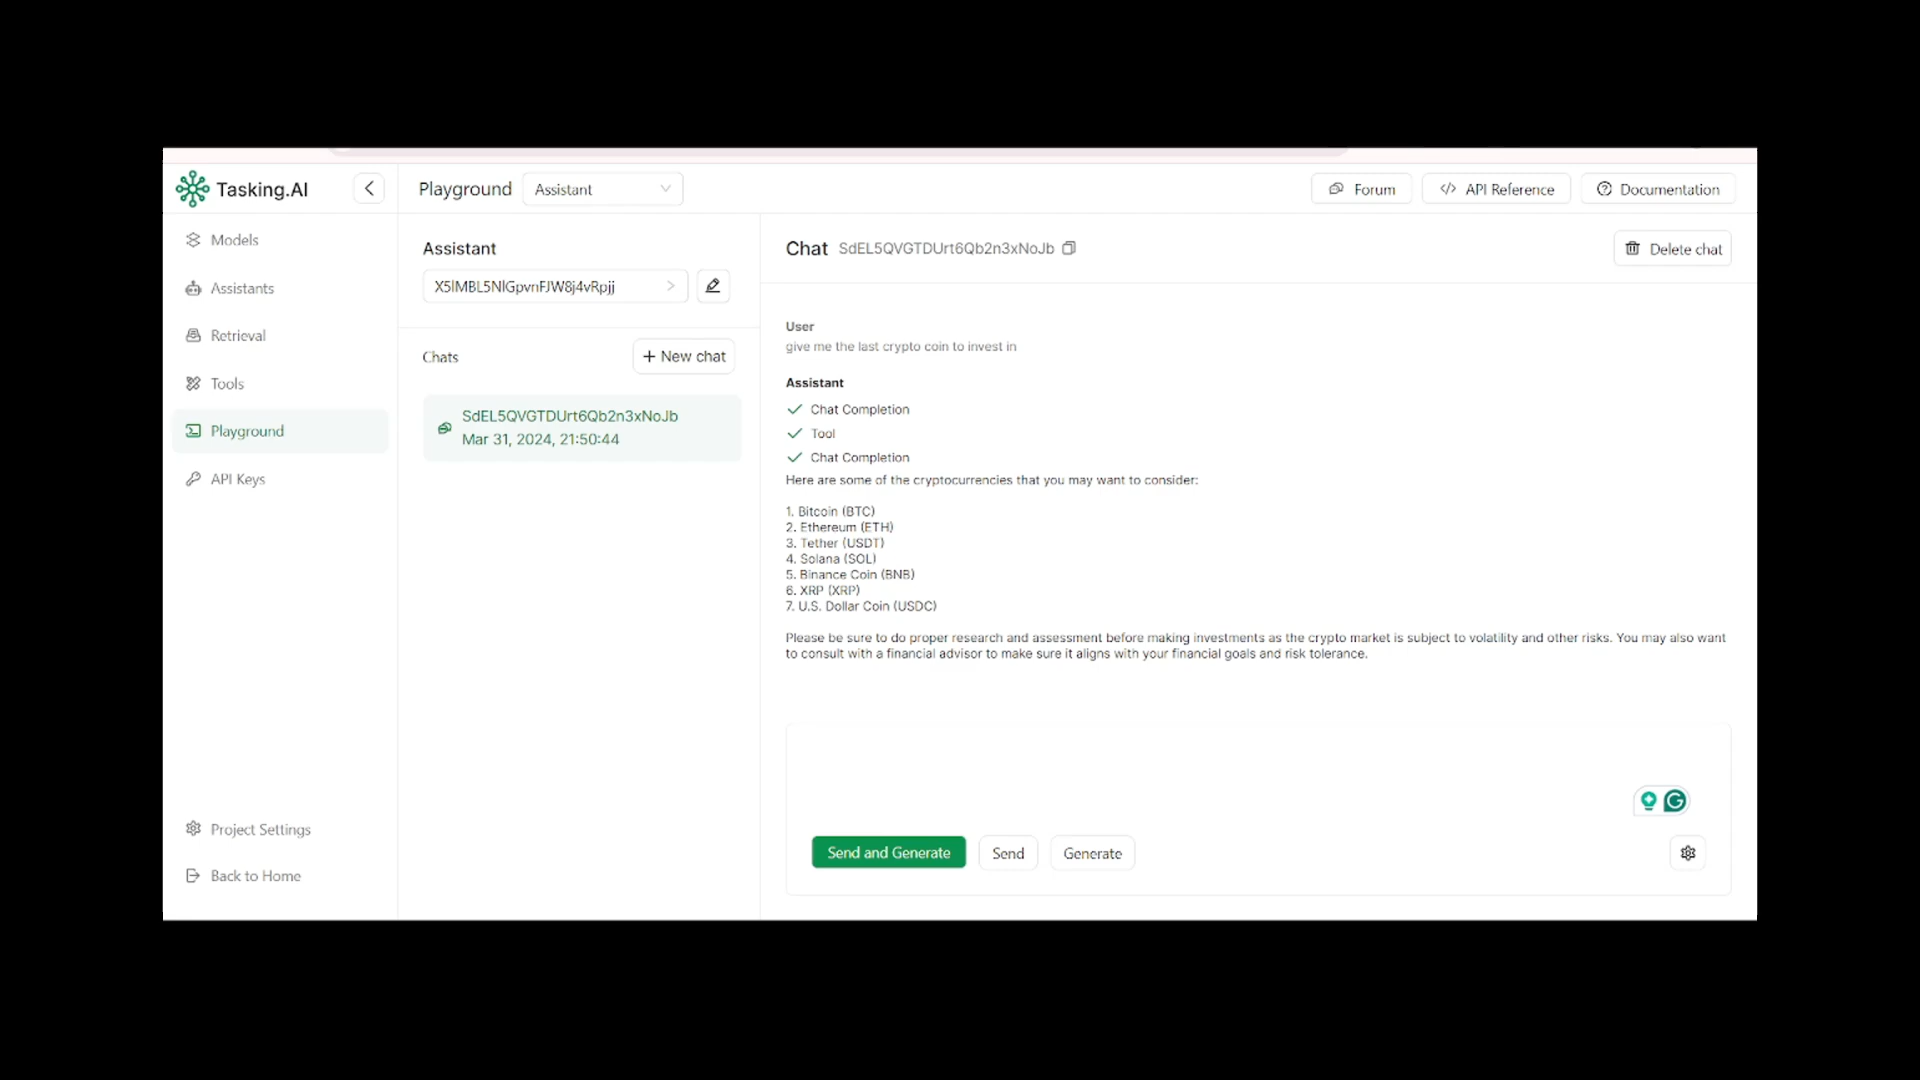 Tasking.AI
Playground
Assistant
Forum
API Reference
Documentation
Models
Assistants
Retrieval
Tools
Playground
API Keys
Project Settings
Back to Home
Assistant
X5lMBL5NlGpvnFJW8j4vRpjj
Chats
New chat
SdEL5QVGTDUrt6Qb2n3xNoJb
Mar 31, 2024, 21:50:44
Chat SdEL5QVGTDUrt6Qb2n3xNoJb
Delete chat
User
give me the last crypto coin to invest in
Assistant
Chat Completion
Tool
Chat Completion
Here are some of the cryptocurrencies that you may want to consider:
1. Bitcoin (BTC)
2. Ethereum (ETH)
3. Tether (USDT)
4. Solana (SOL)
5. Binance Coin (BNB)
6. XRP (XRP)
7. U.S. Dollar Coin (USDC)
Please be sure to do proper research and assessment before making investments as the crypto market is subject to volatility and other risks. You may also want
to consult with a financial advisor to make sure it aligns with your financial goals and risk tolerance.
Send and Generate
Send
Generate